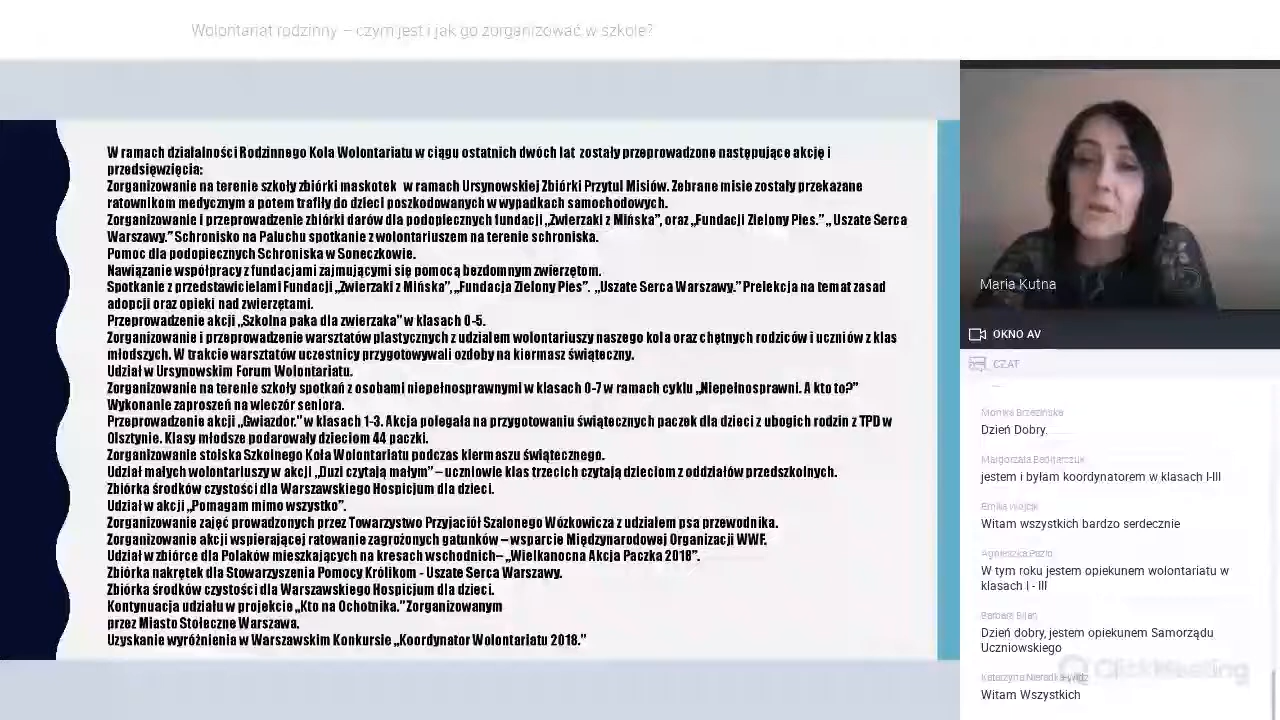 Wolontariat rodzinny – czym jest i jak go zorganizować w szkole?
W ramach działalności Rodzinnego Koła Wolontariatu w ciągu ostatnich dwóch lat zostały przeprowadzone następujące akcję i
przedsięwzięcia:
Zorganizowanie na terenie szkoły zbiórki maskotek w ramach Ursynowskiej Zbiórki Przytul Misiów. Zebrane misie zostały przekazane
ratownikom medycznym a potem trafiły do dzieci poszkodowanych w wypadkach samochodowych.
Zorganizowanie i przeprowadzenie zbiórki darów dla podopiecznych fundacji „Zwierzaki z Mińska”, oraz „Fundacji Zielony Pies.” „ Uszate Serca
Warszawy.” Schronisko na Paluchu spotkanie z wolontariuszem na terenie schroniska.
Pomoc dla podopiecznych Schroniska w Soneczkowie.
Nawiązanie współpracy z fundacjami zajmującymi się pomocą bezdomnym zwierzętom.
Spotkanie z przedstawicielami Fundacji „Zwierzaki z Mińska”, „Fundacja Zielony Pies”. „Uszate Serca Warszawy.” Prelekcja na temat zasad
adopcji oraz opieki nad zwierzętami.
Przeprowadzenie akcji „Szkolna paka dla zwierzaka” w klasach 0-5.
Zorganizowanie i przeprowadzenie warsztatów plastycznych z udziałem wolontariuszy naszego koła oraz chętnych rodziców i uczniów z klas
młodszych. W trakcie warsztatów uczestnicy przygotowywali ozdoby na kiermasz świąteczny.
Udział w Ursynowskim Forum Wolontariatu.
Zorganizowanie na terenie szkoły spotkań z osobami niepełnosprawnymi w klasach 0-7 w ramach cyklu „Niepełnosprawni. A kto to?”
Wykonanie zaproszeń na wieczór seniora.
Przeprowadzenie akcji „Gwiazdor.” w klasach 1-3. Akcja polegała na przygotowaniu świątecznych paczek dla dzieci z ubogich rodzin z TPD w
Olsztynie. Klasy młodsze podarowały dzieciom 44 paczki.
Zorganizowanie stoiska Szkolnego Koła Wolontariatu podczas kiermaszu świątecznego.
Udział małych wolontariuszy w akcji „Duzi czytają małym” – uczniowie klas trzecich czytają dzieciom z oddziałów przedszkolnych.
Zbiórka środków czystości dla Warszawskiego Hospicjum dla dzieci.
Udział w akcji „Pomagam mimo wszystko”.
Zorganizowanie zajęć prowadzonych przez Towarzystwo Przyjaciół Szalonego Wózkowicza z udziałem psa przewodnika.
Zorganizowanie akcji wspierającej ratowanie zagrożonych gatunków – wsparcie Międzynarodowej Organizacji WWF.
Udział w zbiórce dla Polaków mieszkających na kresach wschodnich– „Wielkanocna Akcja Paczka 2018”.
Zbiórka nakrętek dla Stowarzyszenia Pomocy Królikom - Uszate Serca Warszawy.
Zbiórka środków czystości dla Warszawskiego Hospicjum dla dzieci.
Kontynuacja udziału w projekcie „Kto na Ochotnika.” Zorganizowanym
przez Miasto Stołeczne Warszawa.
Uzyskanie wyróżnienia w Warszawskim Konkursie „Koordynator Wolontariatu 2018.”
Maria Kutna
OKNO AV
CZAT
Monika Brzezińska
Dzień Dobry.
Małgorzata
jestem i byłam koordynatorem w klasach I-III
Emilia Wójcik
Witam wszystkich bardzo serdecznie
Agnieszka Pazio
W tym roku jestem opiekunem wolontariatu w
klasach I - III
Barbara
Dzień dobry, jestem opiekunem Samorządu
Uczniowskiego
Katarzyna
Witam Wszystkich
ClickMeeting